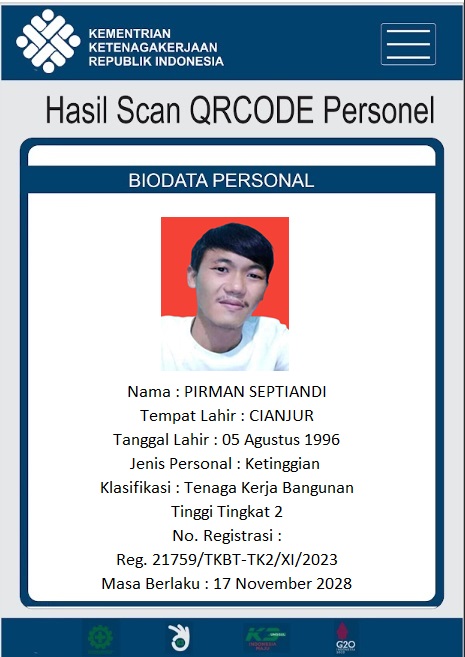 KEMENTRIAN
KETENAGAKERJAAN
REPUBLIK INDONESIA
Hasil Scan QRCODE Personel
BIODATA PERSONAL
Nama : PIRMAN SEPTIANDI
Tempat Lahir : CIANJUR
Tanggal Lahir : 05 Agustus 1996
Jenis Personal : Ketinggian
Klasifikasi : Tenaga Kerja Bangunan
Tinggi Tingkat 2
No. Registrasi :
Reg. 21759/TKBT-TK2/XI/2023
Masa Berlaku : 17 November 2028
G20